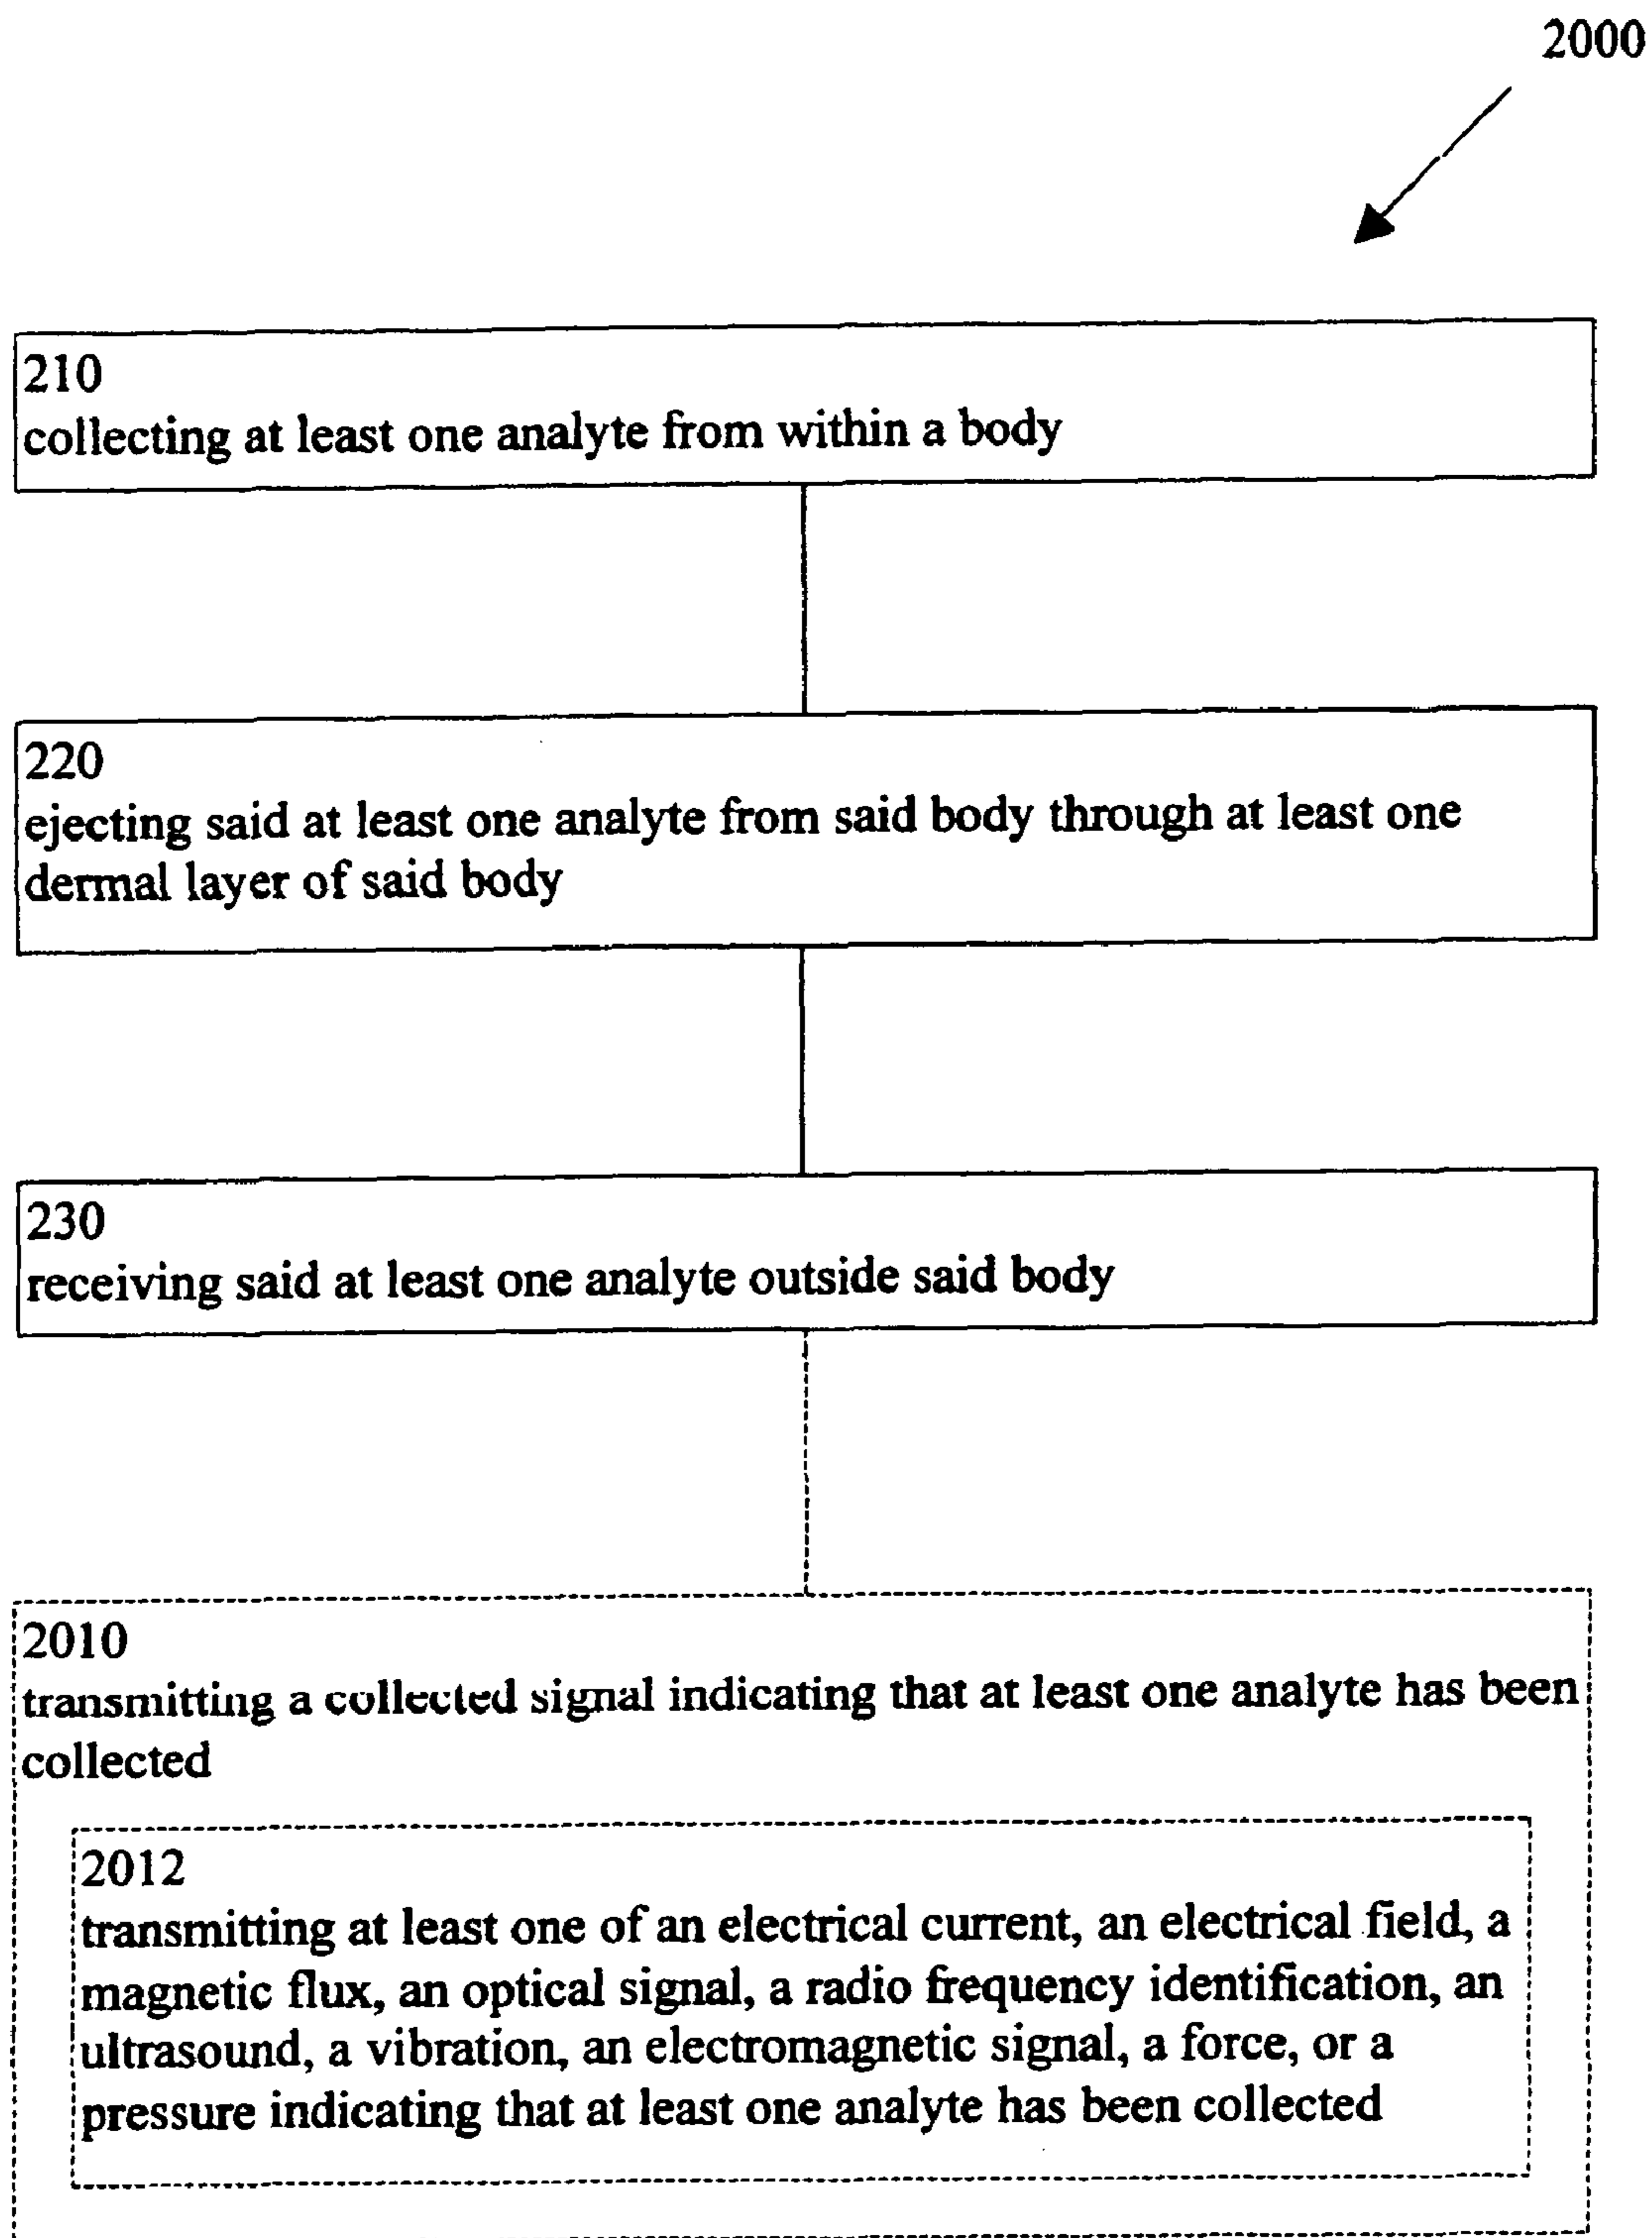 2000
210
collecting at least one analyte from within a body
220
ejecting said at least one analyte from said body through at least one
dermal layer of said body
230
receiving said at least one analyte outside said body
2010
transmitting a collected signal indicating that at least one analyte has been
collected
2012
transmitting at least one of an electrical current, an electrical field, a
magnetic flux, an optical signal, a radio frequency identification, an
ultrasound, a vibration, an electromagnetic signal, a force, or a
pressure indicating that at least one analyte has been collected